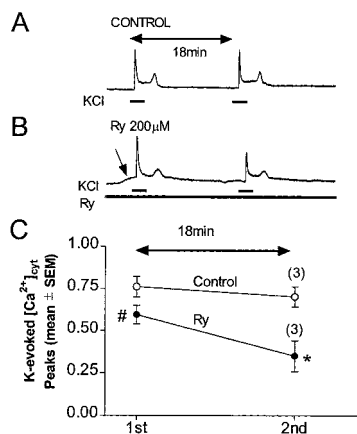 A
CONTROL
18min
KCl
B
Ry 200μM
KCl
Ry
C
18min
K-evoked [Ca²⁺]cyt
Peaks (mean ± SEM)
1.00
0.75
0.50
0.25
0.00
Control
(3)
#
Ry
(3)
*
1st
2nd